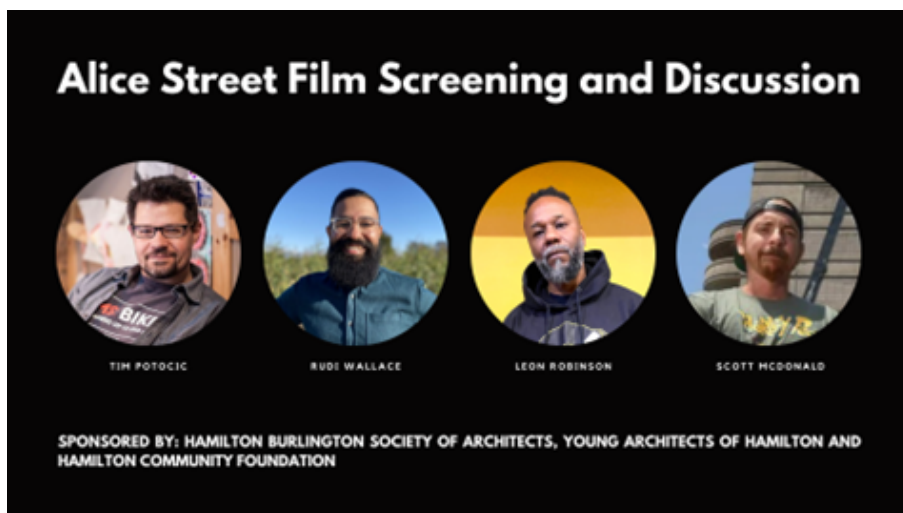 Alice Street Film Screening and Discussion
BIKE
TIM POTOCIC
RUDI WALLACE
LEON ROBINSON
SCOTT MCDONALD
SPONSORED BY: HAMILTON BURLINGTON SOCIETY OF ARCHITECTS, YOUNG ARCHITECTS OF HAMILTON AND
HAMILTON COMMUNITY FOUNDATION